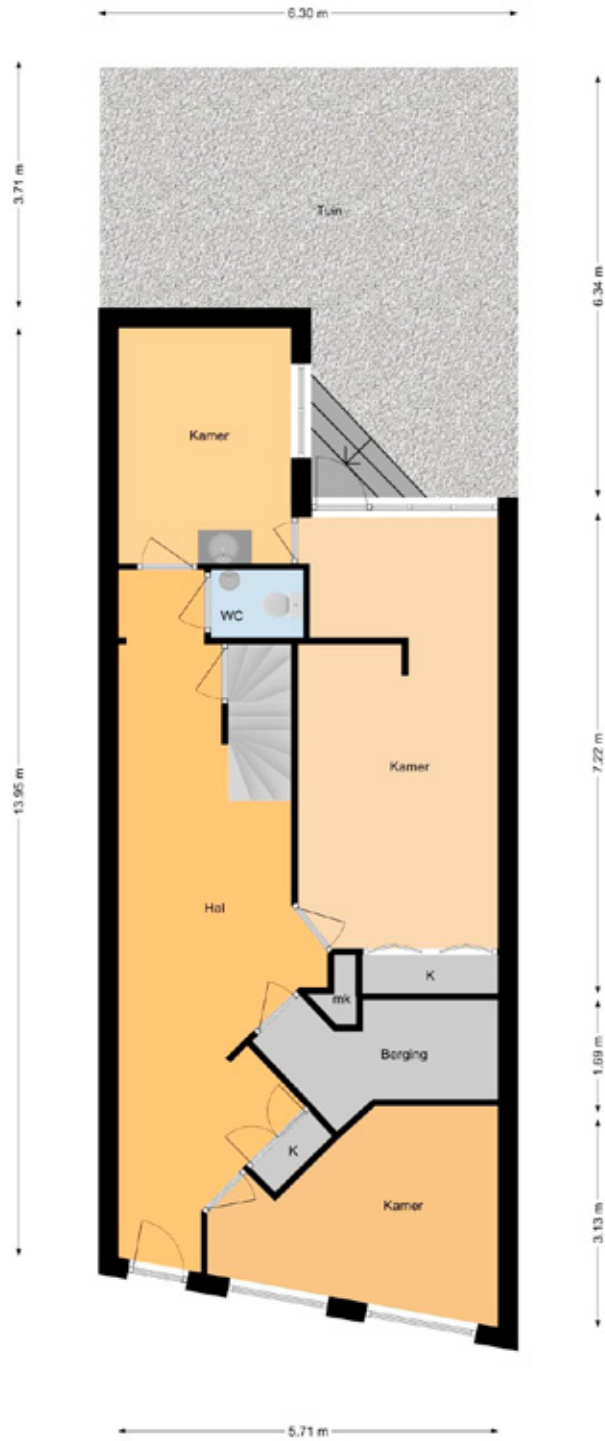 6.30 m
3.71 m
Tuin
6.34 m
Kamer
WC
13.95 m
7.22 m
Kamer
Hal
K
mk
Berging
1.69 m
K
Kamer
3.13 m
5.71 m